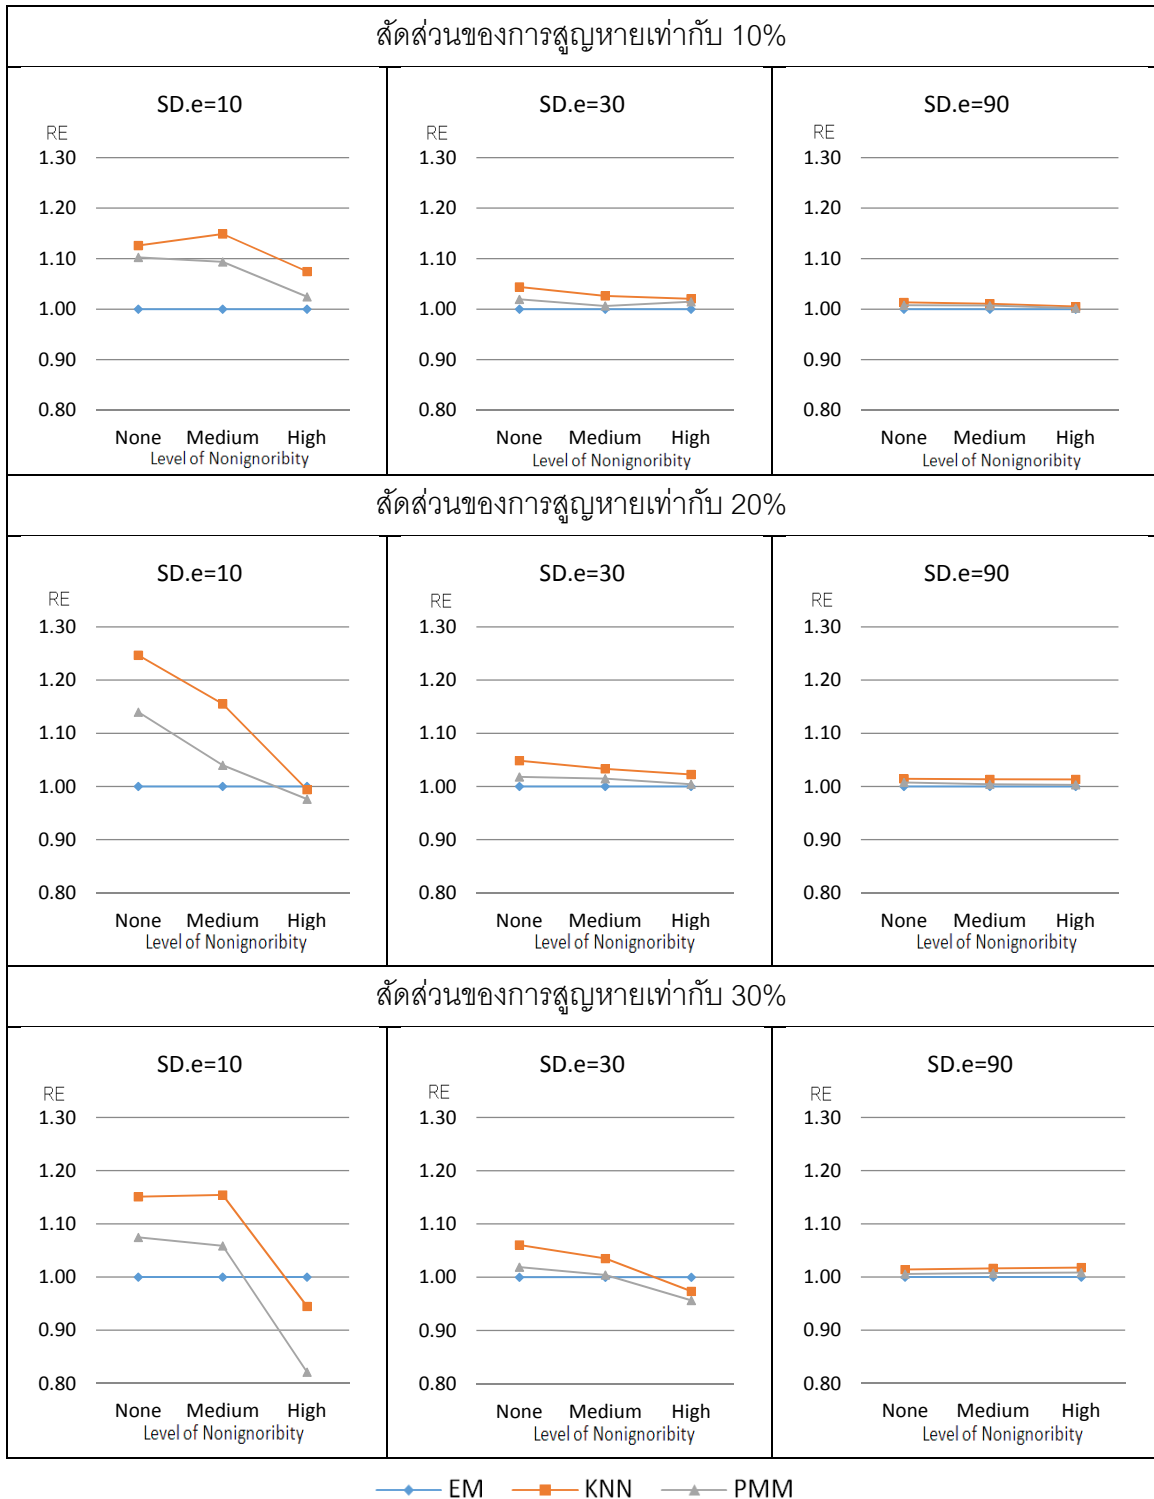 สัดส่วนของการสูญหายเท่ากับ 10%
SD.e=10
RE
1.30
1.20
1.10
1.00
0.90
0.80
None Medium High
Level of Nonignoribity
SD.e=30
RE
1.30
1.20
1.10
1.00
0.90
0.80
None Medium High
Level of Nonignoribity
SD.e=90
RE
1.30
1.20
1.10
1.00
0.90
0.80
None Medium High
Level of Nonignoribity
สัดส่วนของการสูญหายเท่ากับ 20%
SD.e=10
RE
1.30
1.20
1.10
1.00
0.90
0.80
None Medium High
Level of Nonignoribity
SD.e=30
RE
1.30
1.20
1.10
1.00
0.90
0.80
None Medium High
Level of Nonignoribity
SD.e=90
RE
1.30
1.20
1.10
1.00
0.90
0.80
None Medium High
Level of Nonignoribity
สัดส่วนของการสูญหายเท่ากับ 30%
SD.e=10
RE
1.30
1.20
1.10
1.00
0.90
0.80
None Medium High
Level of Nonignoribity
SD.e=30
RE
1.30
1.20
1.10
1.00
0.90
0.80
None Medium High
Level of Nonignoribity
SD.e=90
RE
1.30
1.20
1.10
1.00
0.90
0.80
None Medium High
Level of Nonignoribity
EM KNN PMM